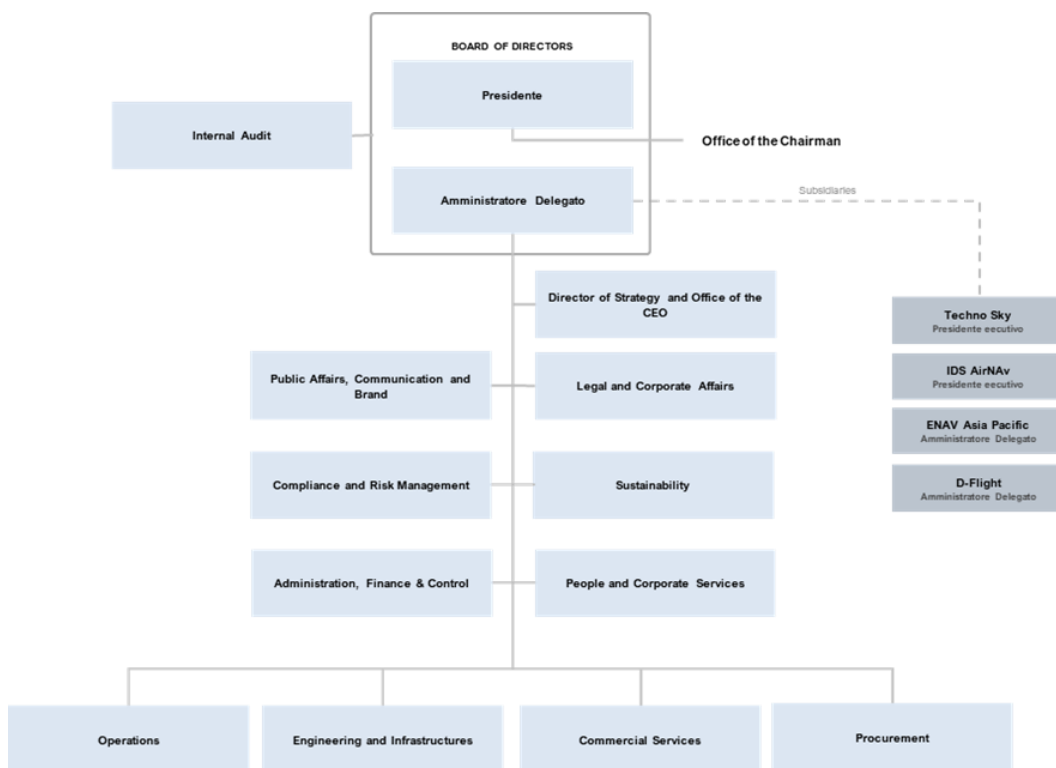 BOARD OF DIRECTORS
Presidente
Internal Audit
Office of the Chairman
Amministratore Delegato
Subsidiaries
Director of Strategy and Office of the
CEO
Techno Sky
Presidente eecutivo
Public Affairs, Communication and
Brand
Legal and Corporate Affairs
IDS AirNAv
Presidente eecutivo
ENAV Asia Pacific
Amministratore Delegato
Compliance and Risk Management
Sustainability
D-Flight
Amministratore Delegato
Administration, Finance & Control
People and Corporate Services
Operations
Engineering and Infrastructures
Commercial Services
Procurement